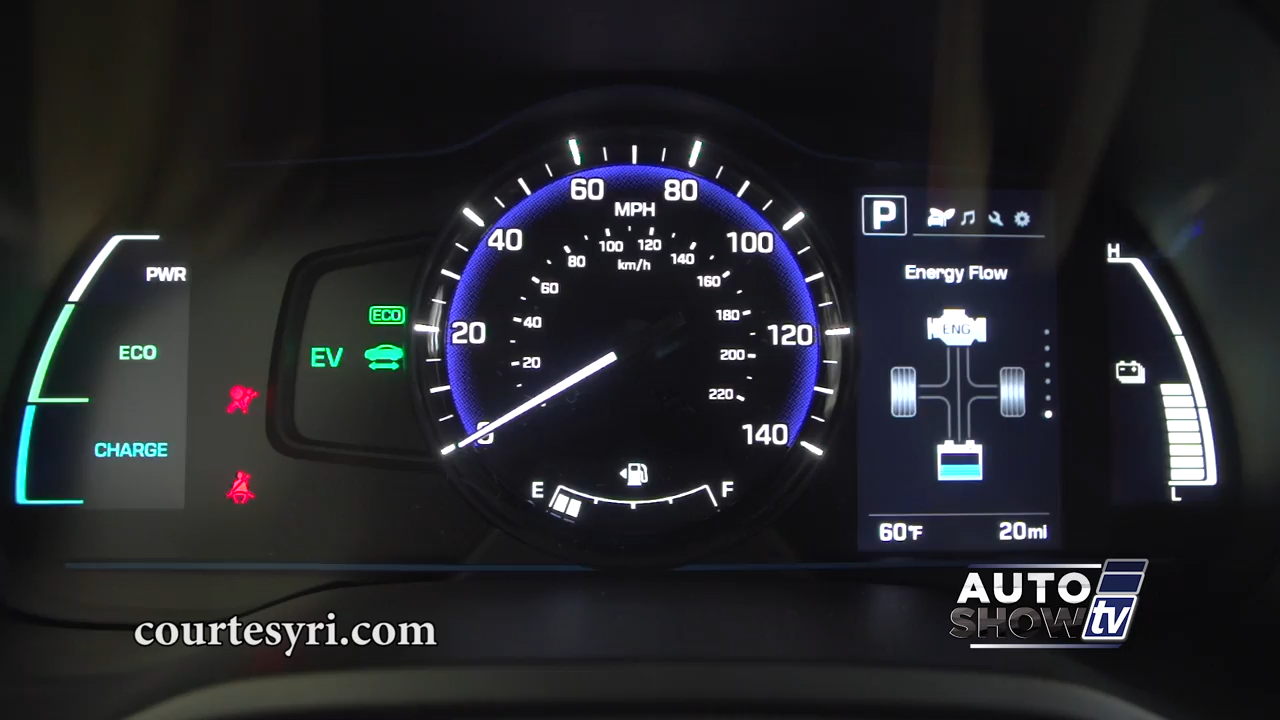 PWR
ECO
CHARGE
ECO
EV
0
20
40
60
80
100
120
140
MPH
20
40
60
80
100
120
140
160
180
200
220
km/h
E
F
P
Energy Flow
ENG
60°F
20mi
H
L
courtesyri.com
AUTO
SHOW tv